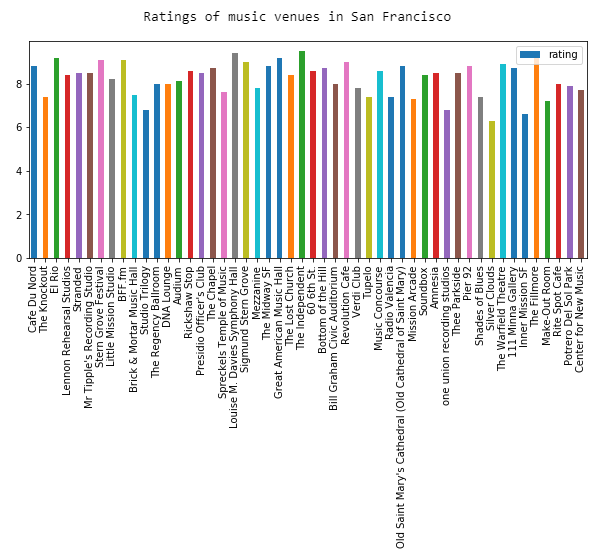 Ratings of music venues in San Francisco
rating
8
6
4
2
0
Cafe Du Nord
The Knockout
El Rio
Lennon Rehearsal Studios
Stranded
Mr Tipple's Recording Studio
Stern Grove Festival
Little Mission Studio
BFF.fm
Brick & Mortar Music Hall
Studio Trilogy
The Regency Ballroom
DNA Lounge
Audium
Rickshaw Stop
Presidio Officer's Club
The Chapel
Spreckels Temple of Music
Louise M. Davies Symphony Hall
Sigmund Stern Grove
Mezzanine
The Midway SF
Great American Music Hall
The Lost Church
The Independent
60 6th St.
Bottom of the Hill
Bill Graham Civic Auditorium
Revolution Cafe
Verdi Club
Tupelo
Music Concourse
Radio Valencia
Old Saint Mary's Cathedral (Old Cathedral of Saint Mary)
Mission Arcade
Soundbox
Amnesia
one union recording studios
Thee Parkside
Pier 92
Shades of Blues
Silver Clouds
The Warfield Theatre
111 Minna Gallery
Inner Mission SF
The Fillmore
Make-Out Room
Rite Spot Cafe
Potrero Del Sol Park
Center for New Music